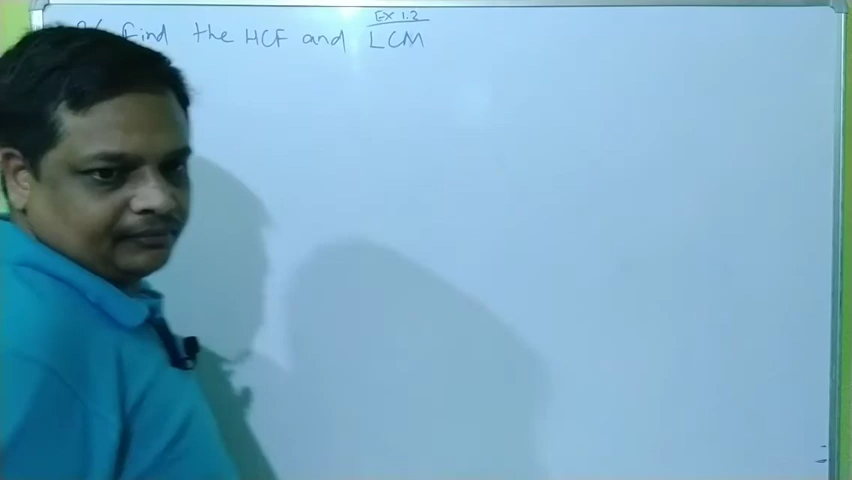 Ex 1.2
Find the HCF and LCM